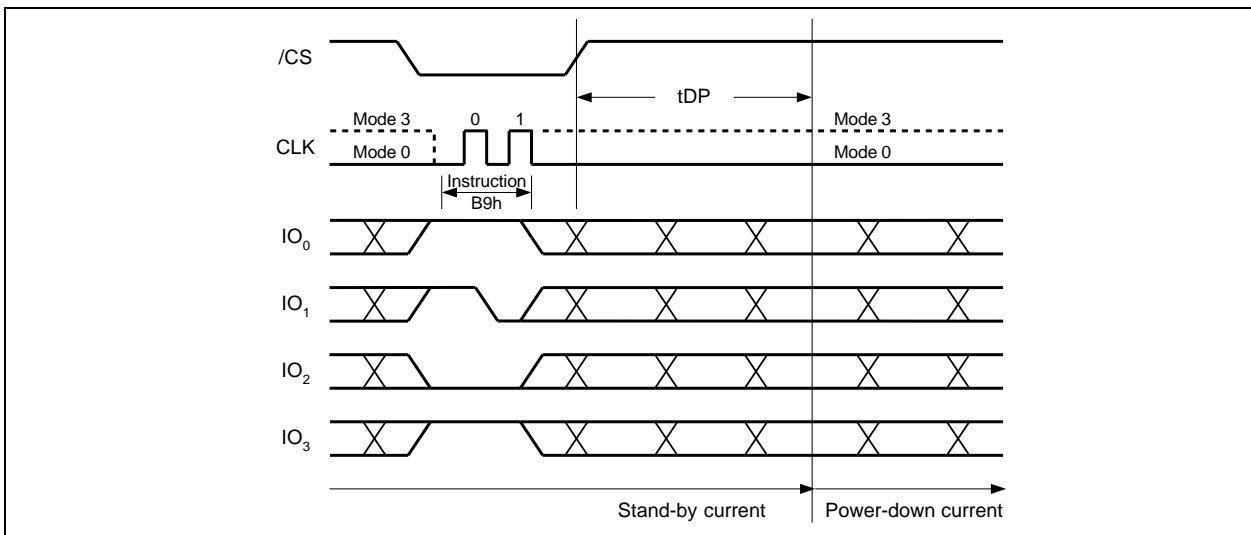 /CS
tDP
Mode 3 0 1 Mode 3
CLK
Mode 0 Mode 0
Instruction
B9h
IO0
IO1
IO2
IO3
Stand-by current Power-down current